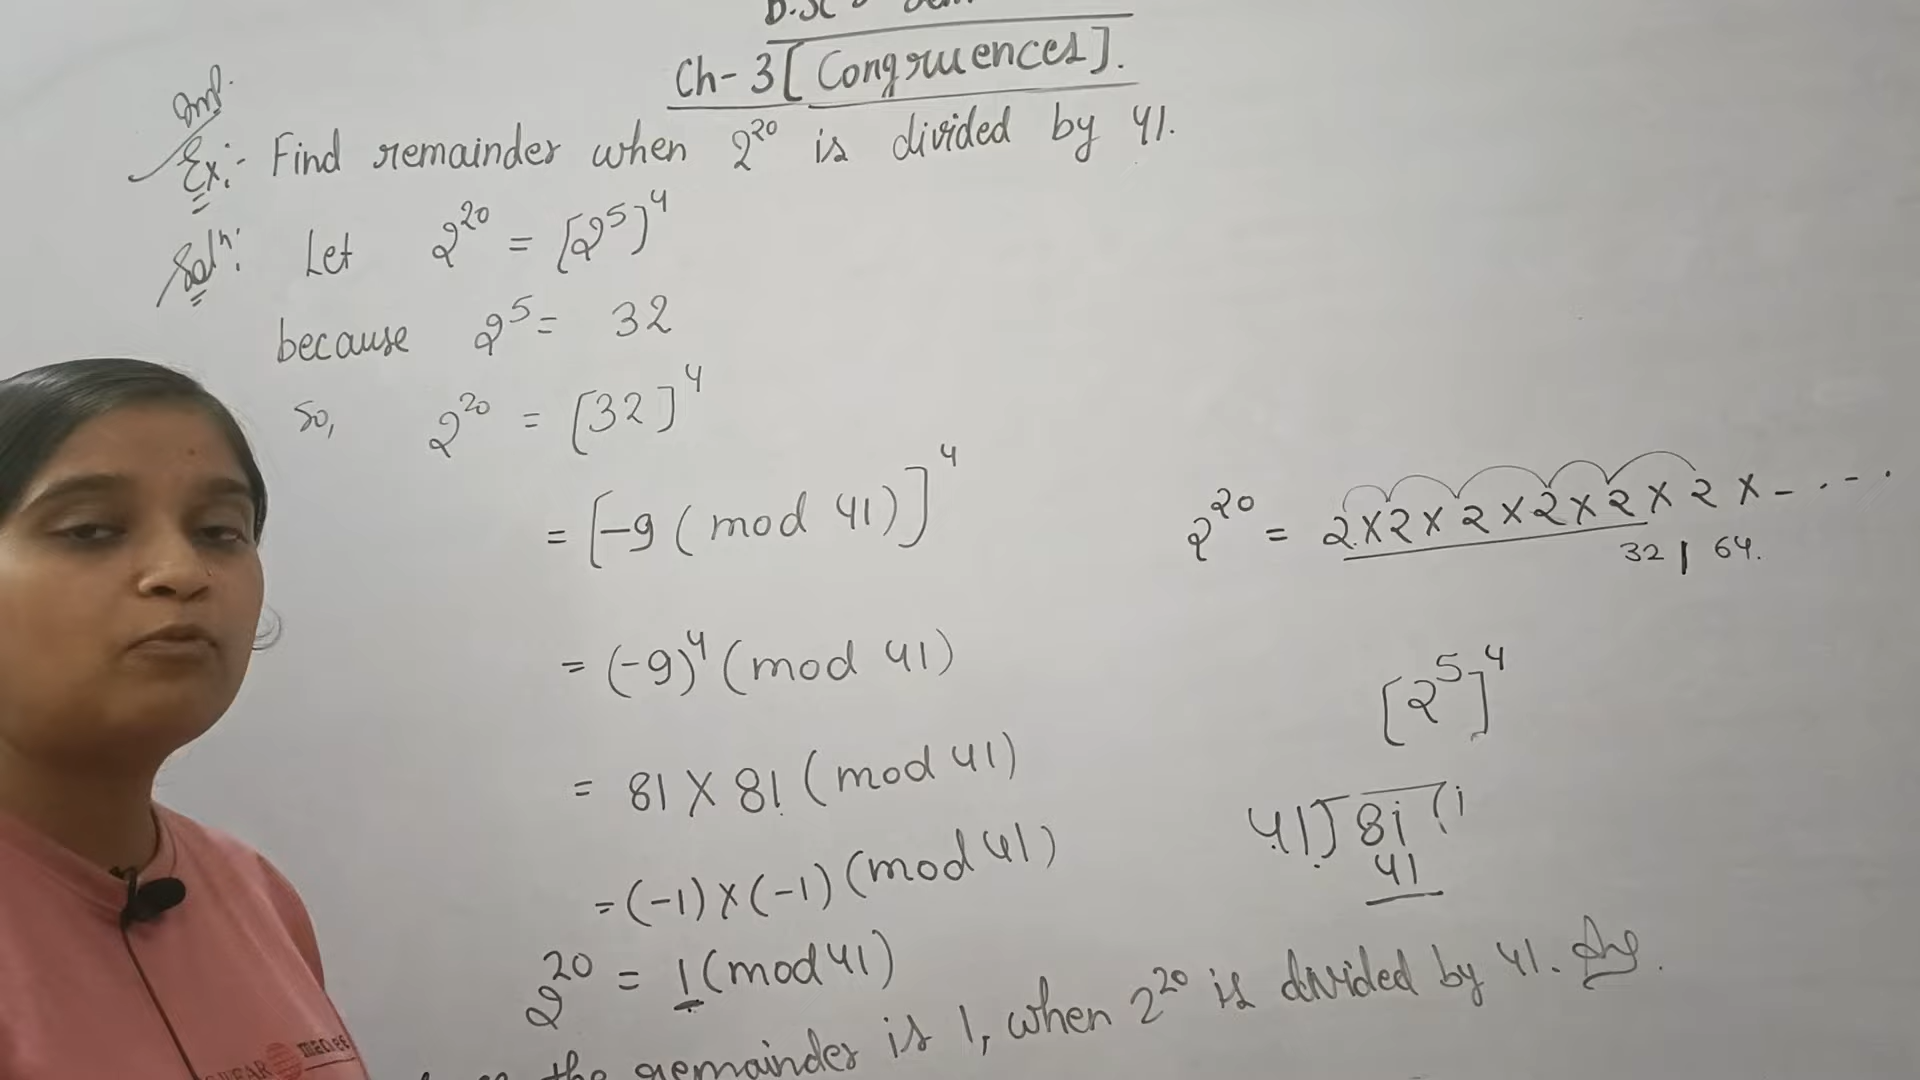 Ch-3[Congruences].
Imp.
Ex:- Find remainder when 2^20 is divided by 41.
Solⁿ: Let 2^20 = [2^5]^4
because 2^5 = 32
So, 2^20 = [32]^4
= [-9 (mod 41)]^4
= (-9)^4 (mod 41)
= 81 X 81 (mod 41)
= (-1) X (-1) (mod 41)
2^20 = 1 (mod 41)
the remainder is 1, when 2^20 is divided by 41. Ans.
2^20 = 2 X 2 X 2 X 2 X 2 X 2 X - . . - .
32 | 64.
[2^5]^4
41) 81 (1
41